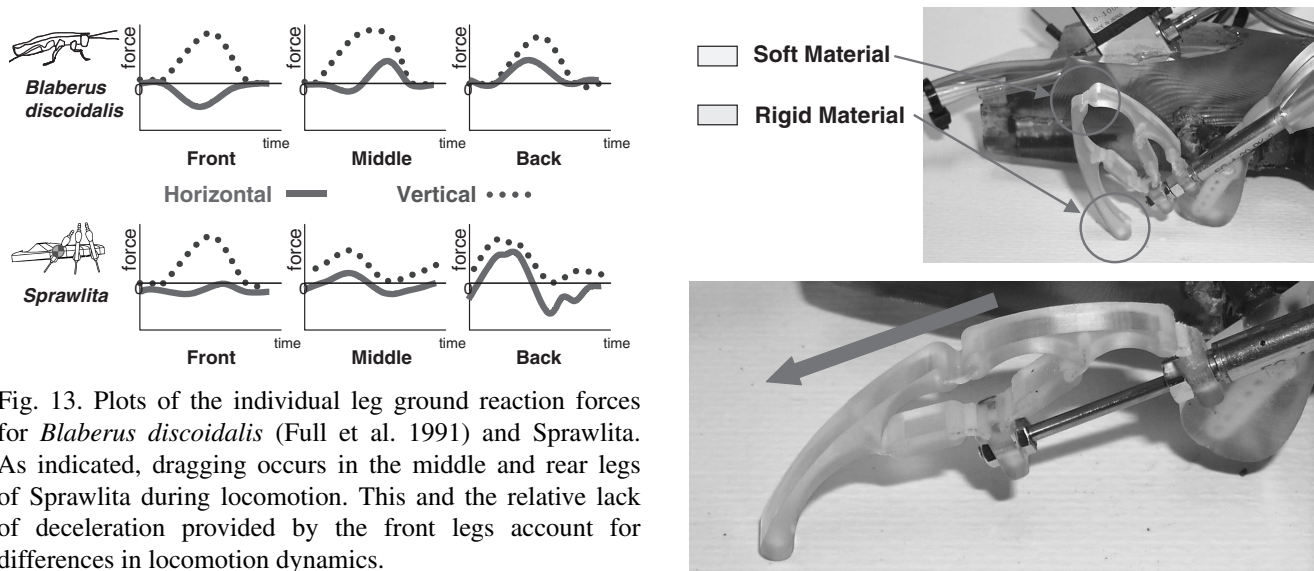 force
force
force
0
Blaberus
discoidalis
time
time
time
Front
Middle
Back
Horizontal
Vertical
force
force
force
0
0
0
Sprawlita
time
time
time
Front
Middle
Back
Fig. 13. Plots of the individual leg ground reaction forces
for Blaberus discoidalis (Full et al. 1991) and Sprawlita.
As indicated, dragging occurs in the middle and rear legs
of Sprawlita during locomotion. This and the relative lack
of deceleration provided by the front legs account for
differences in locomotion dynamics.
Soft Material
Rigid Material